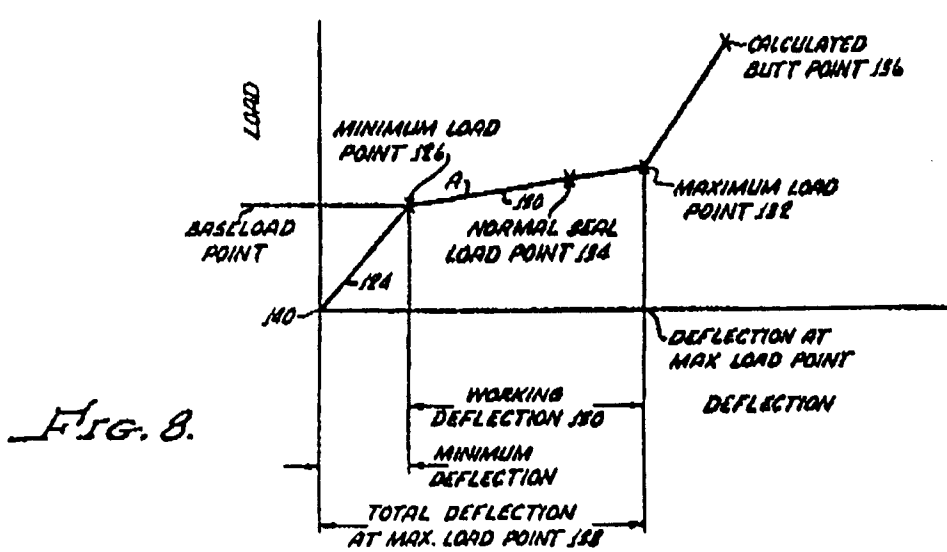 CALCULATED
BUTT POINT 136
LOAD
MINIMUM LOAD
POINT 126
A
130
MAXIMUM LOAD
POINT 132
BASELOAD
POINT
NORMAL SEAL
LOAD POINT 134
124
140
DEFLECTION AT
MAX LOAD POINT
WORKING
DEFLECTION
DEFLECTION
FIG. 8.
MINIMUM
DEFLECTION
TOTAL DEFLECTION
AT MAX. LOAD POINT 138